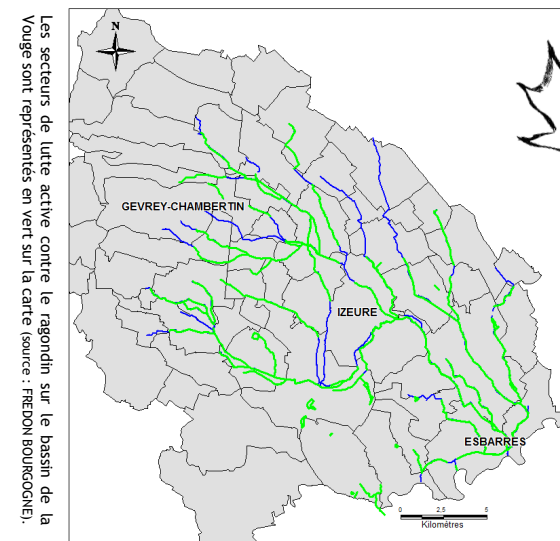 Les secteurs de lutte active contre le ragondin sur le bassin de la
Vouge sont représentés en vert sur la carte (source : FREDON BOURGOGNE).
N
GEVREY-CHAMBERTIN
IZEURE
ESBARRES
0 2,5 5
Kilomètres